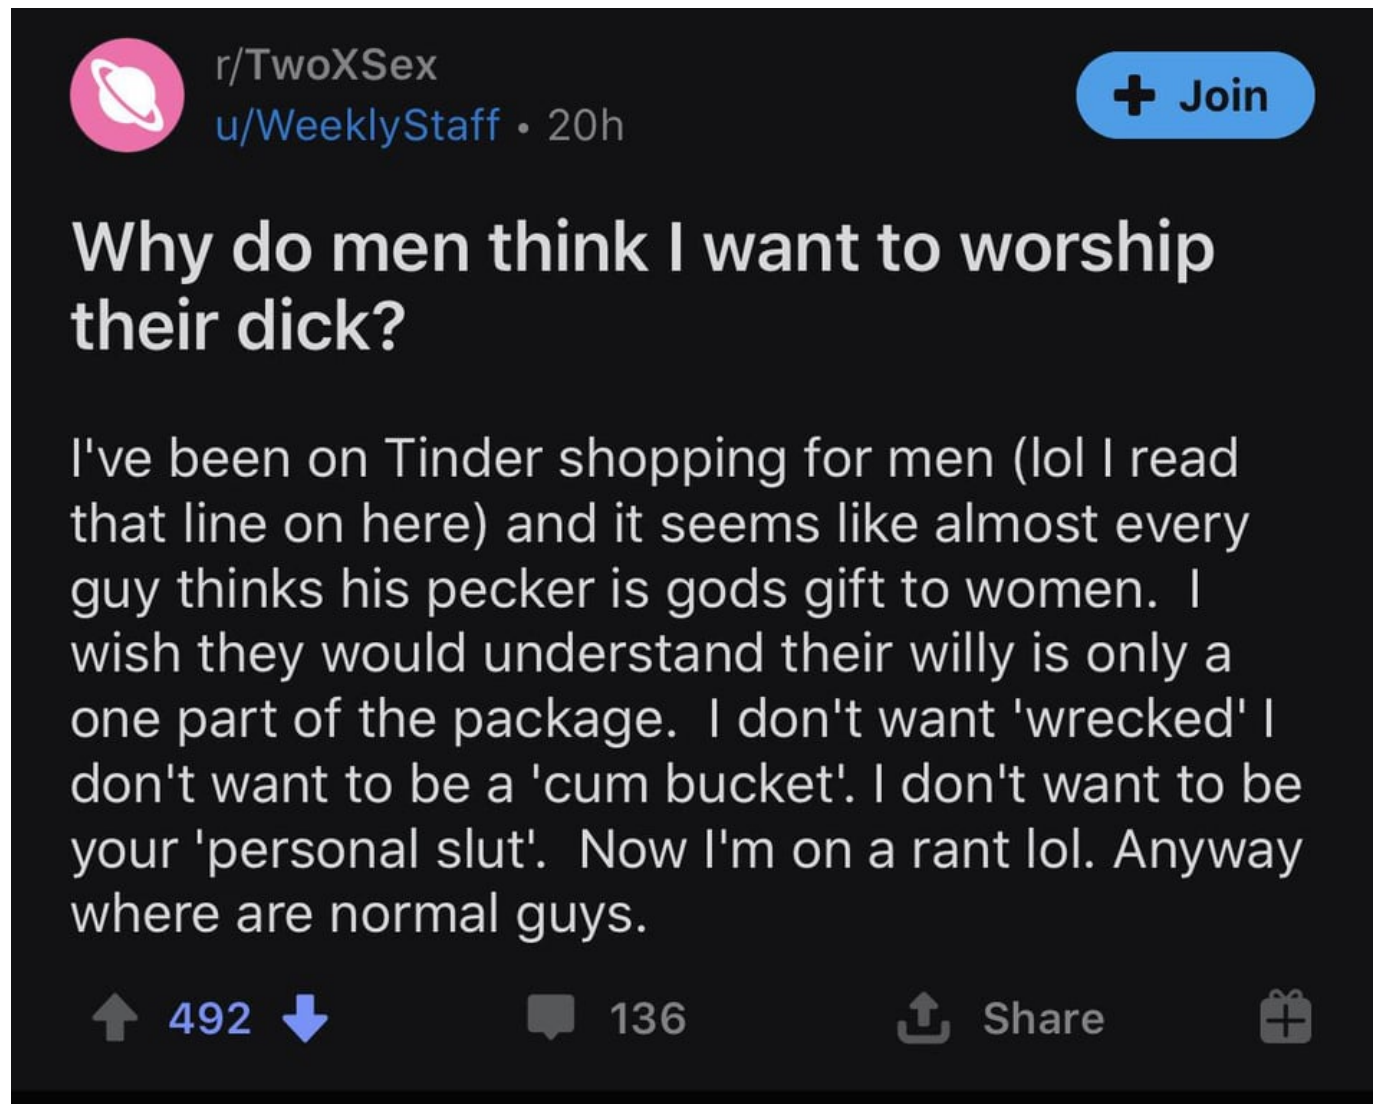 r/TwoXSex
u/WeeklyStaff • 20h
+ Join
Why do men think I want to worship
their dick?
I've been on Tinder shopping for men (lol I read
that line on here) and it seems like almost every
guy thinks his pecker is gods gift to women.  I
wish they would understand their willy is only a
one part of the package.  I don't want 'wrecked' I
don't want to be a 'cum bucket'. I don't want to be
your 'personal slut'.  Now I'm on a rant lol. Anyway
where are normal guys.
492 136 Share